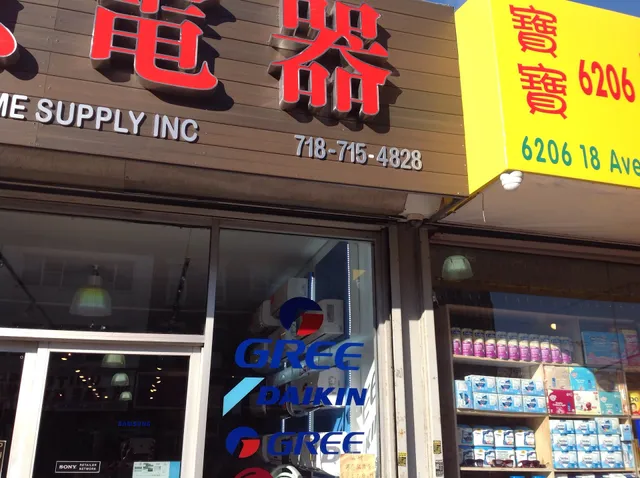 電器
ME SUPPLY INC
718-715-4828
寶寶 6206
6206 18 Ave
GREE
DAIKIN
GREE
SONY